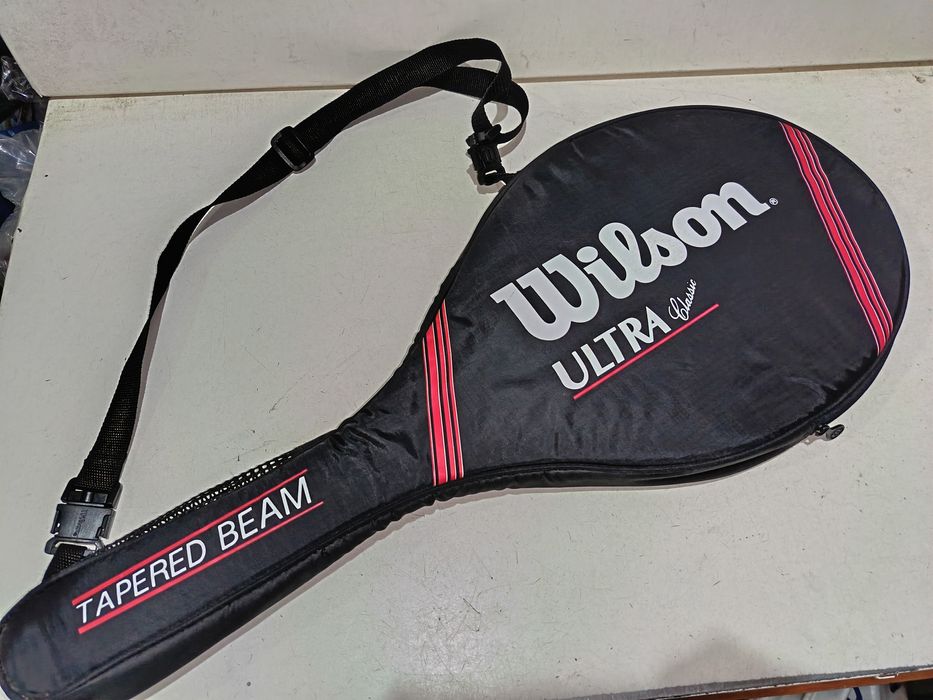 Wilson®
ULTRA Classic
TAPERED BEAM